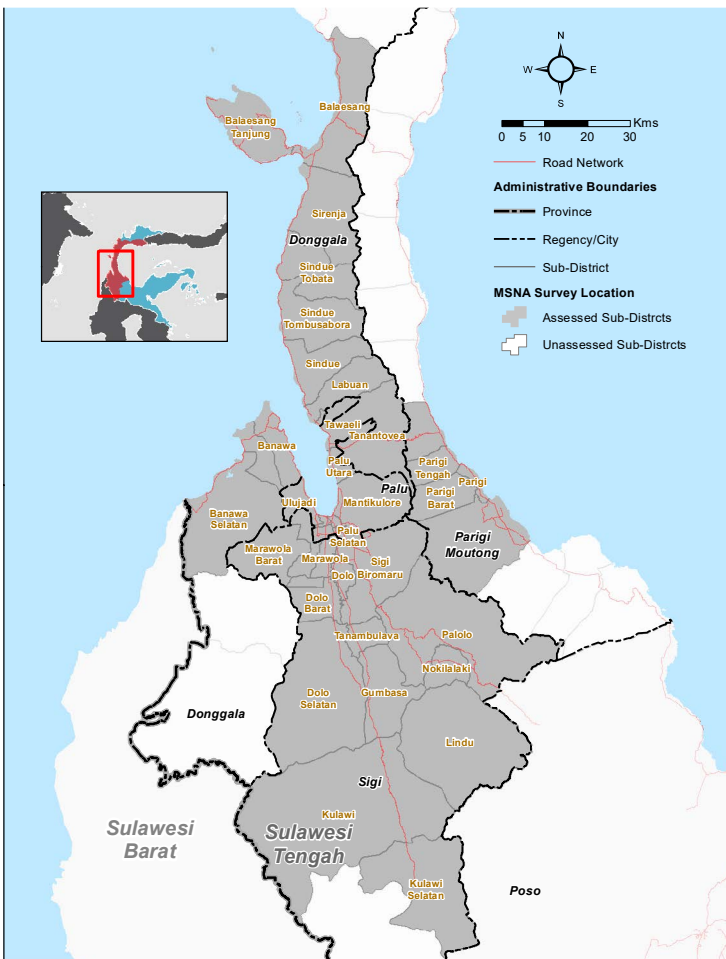 N
W
E
S
Kms
0 5 10 20 30
Road Network
Administrative Boundaries
Province
Regency/City
Sub-District
MSNA Survey Location
Assessed Sub-Distrcts
Unassessed Sub-Distrcts
Balaesang
Balaesang
Tanjung
Sirenja
Donggala
Sindue
Tobata
Sindue
Tombusabora
Sindue
Labuan
Tawaeli
Tanantovea
Banawa
Palu
Utara
Parigi
Tengah
Parigi
Parigi
Barat
Palu
Ulujadi
Mantikulore
Banawa
Selatan
Palu
Selatan
Parigi
Moutong
Marawola
Barat
Marawola
Sigi
Biromaru
Dolo
Dolo
Barat
Tanambulava
Palolo
Nokilalaki
Dolo
Selatan
Gumbasa
Donggala
Lindu
Sigi
Kulawi
Sulawesi
Barat
Sulawesi
Tengah
Kulawi
Selatan
Poso